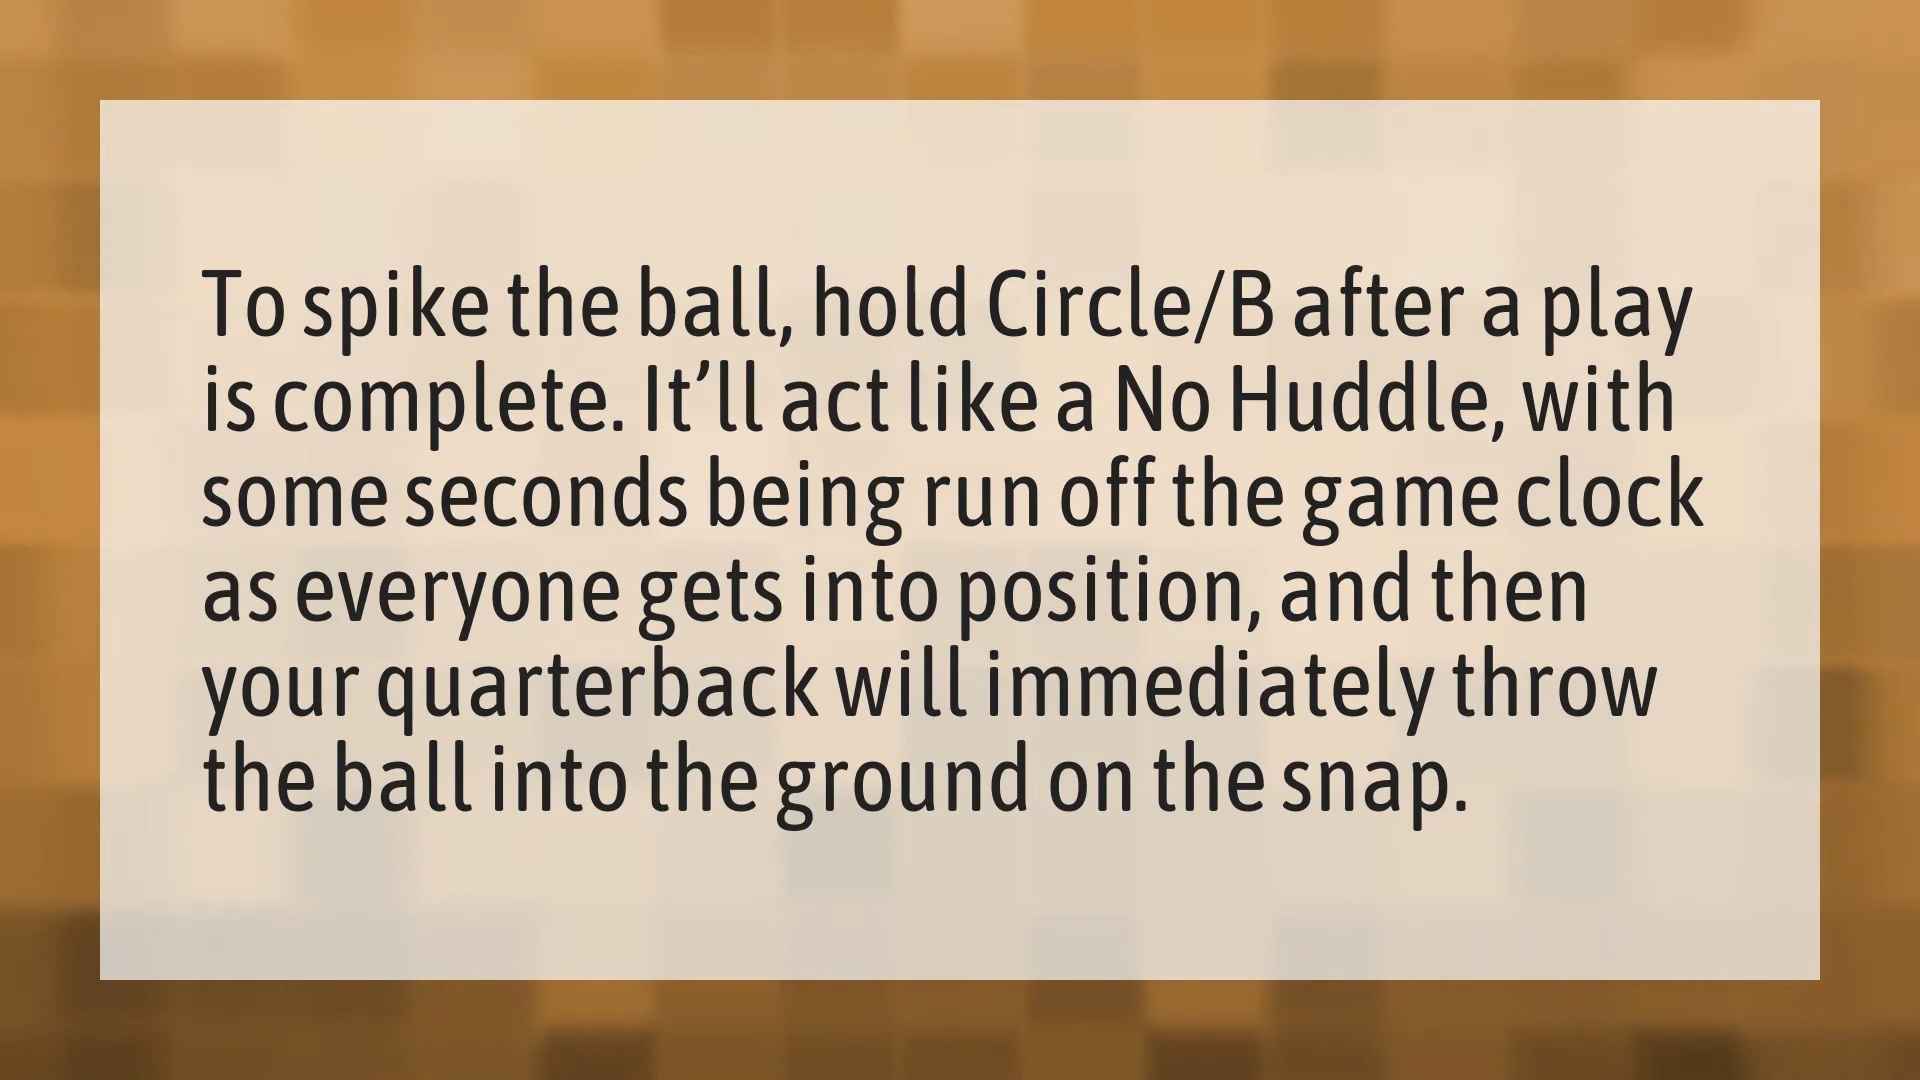 To spike the ball, hold Circle/B after a play
is complete. It’ll act like a No Huddle, with
some seconds being run off the game clock
as everyone gets into position, and then
your quarterback will immediately throw
the ball into the ground on the snap.